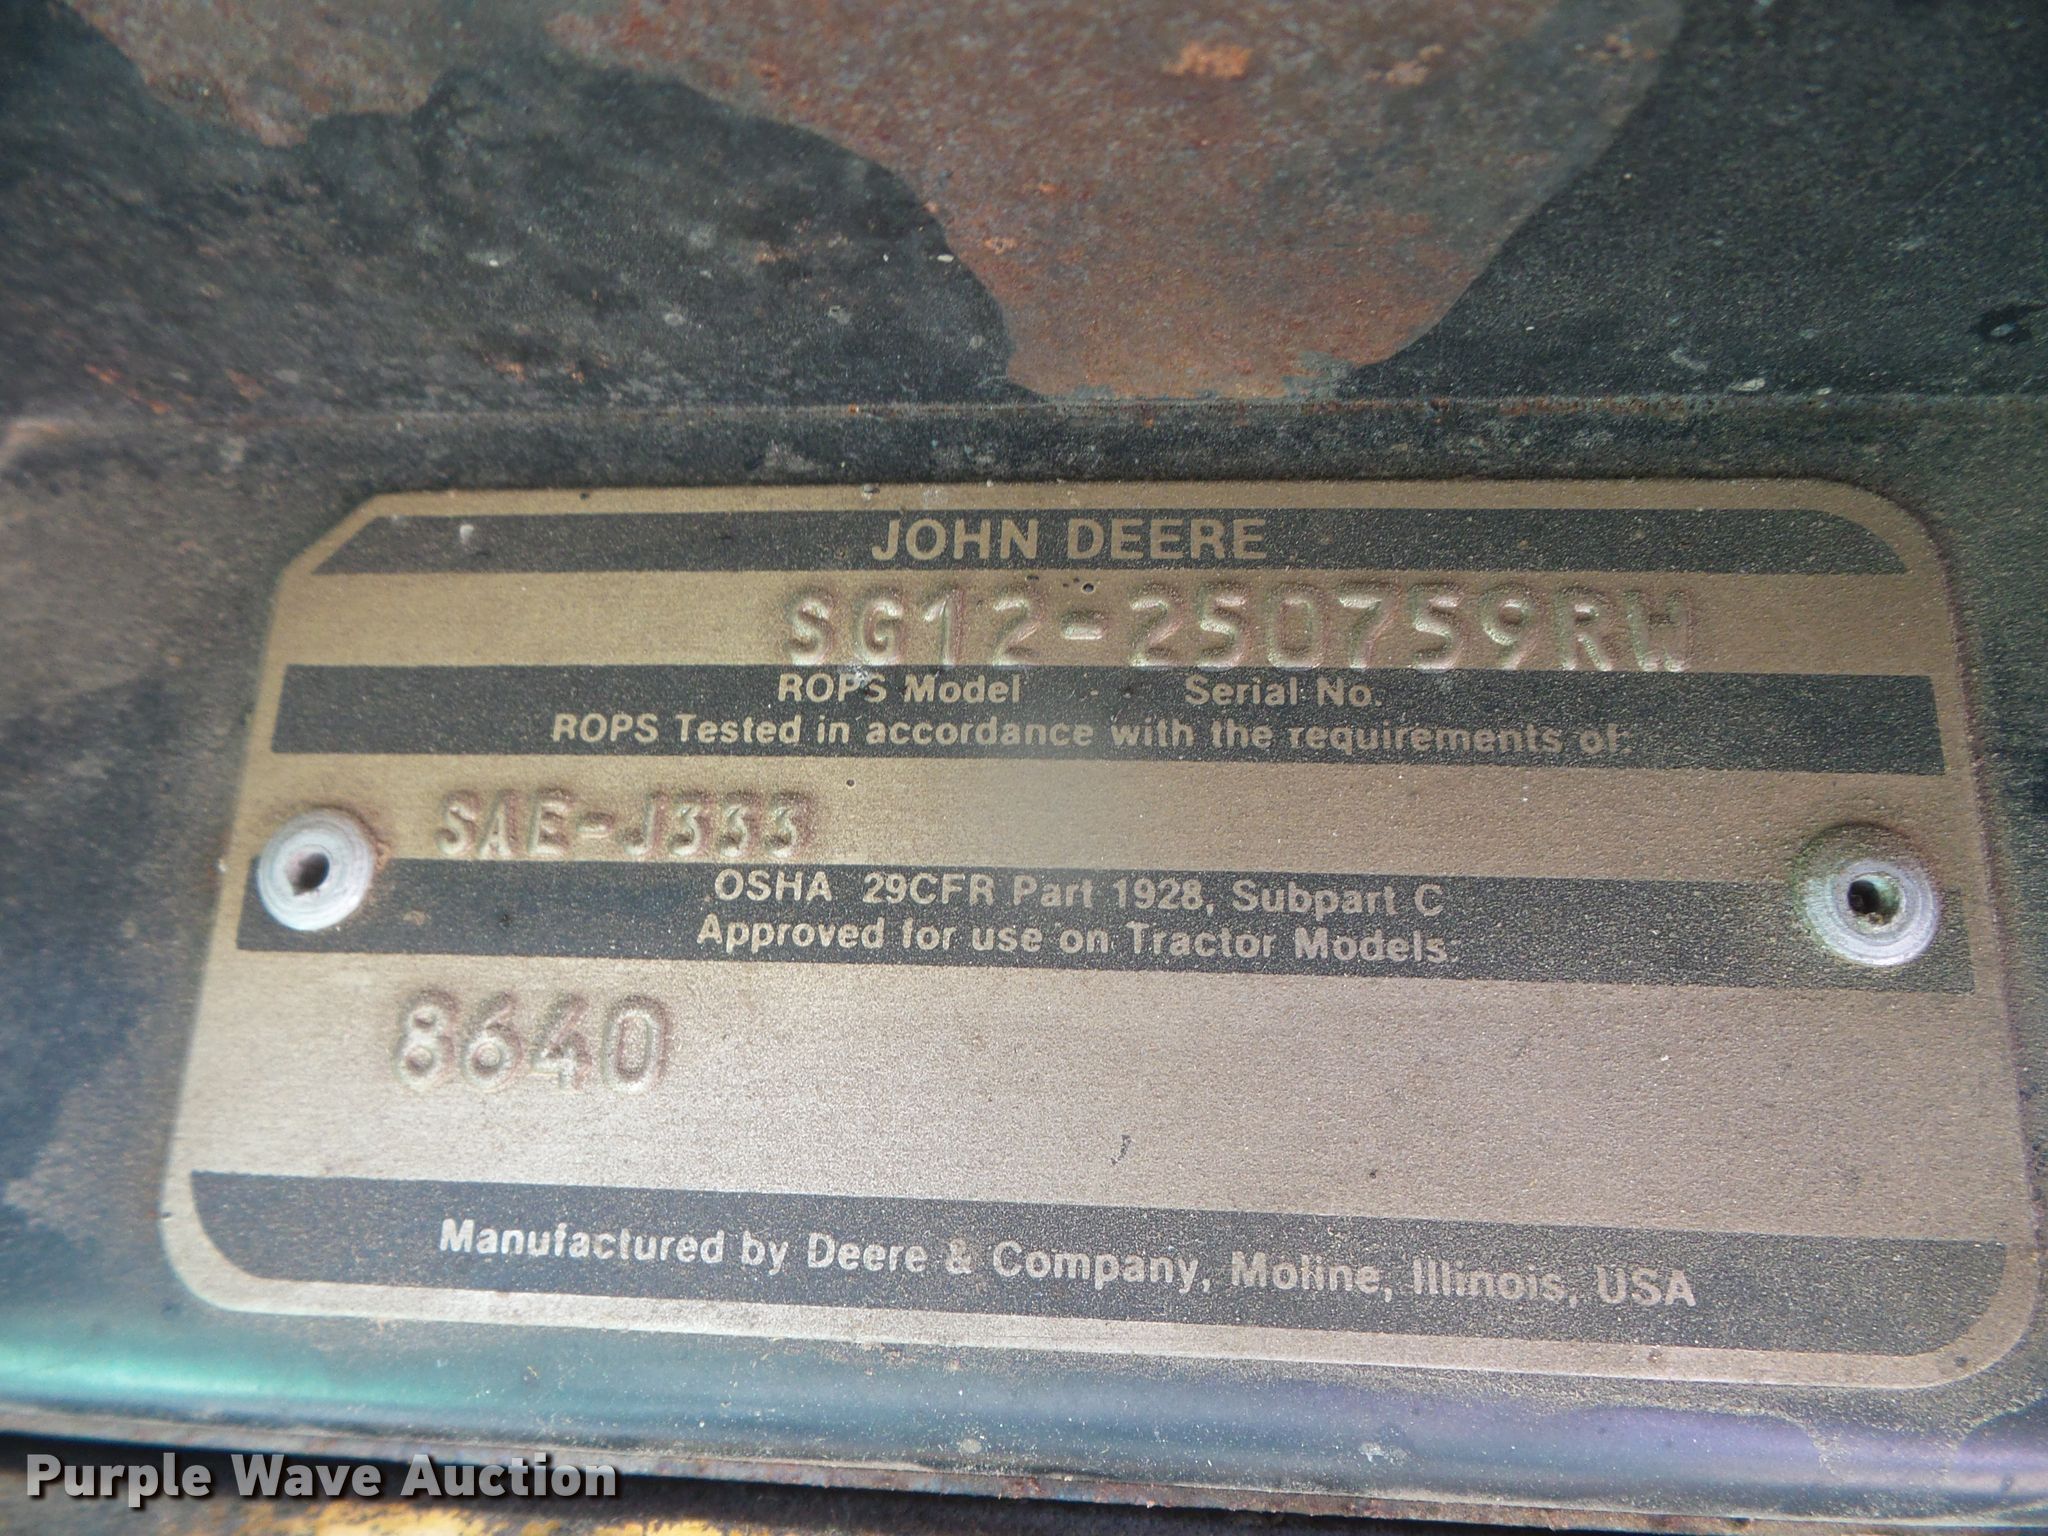 JOHN DEERE
SG12-250759RW
ROPS Model - Serial No.
ROPS Tested in accordance with the requirements of:
SAE-J333
OSHA 29CFR Part 1928, Subpart C
Approved for use on Tractor Models:
8640
Manufactured by Deere & Company, Moline, Illinois, USA
Purple Wave Auction